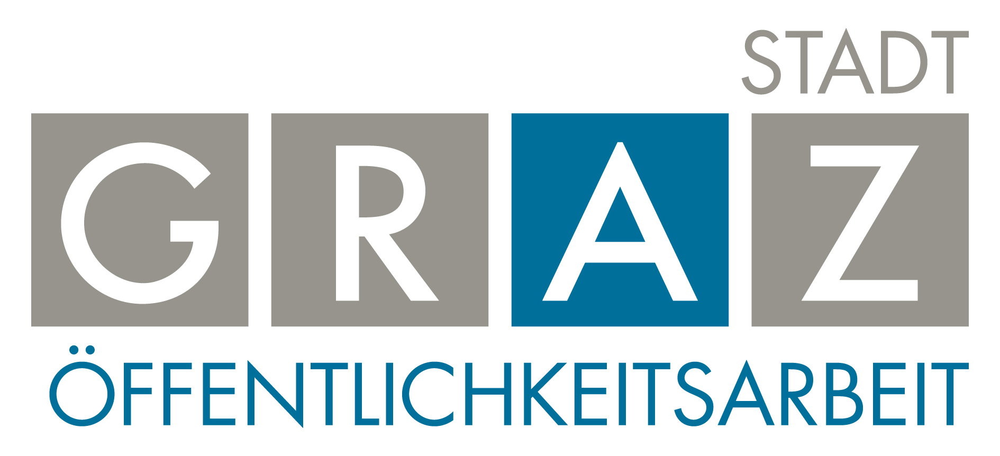 STADT
GRAZ
ÖFFENTLICHKEITSARBEIT